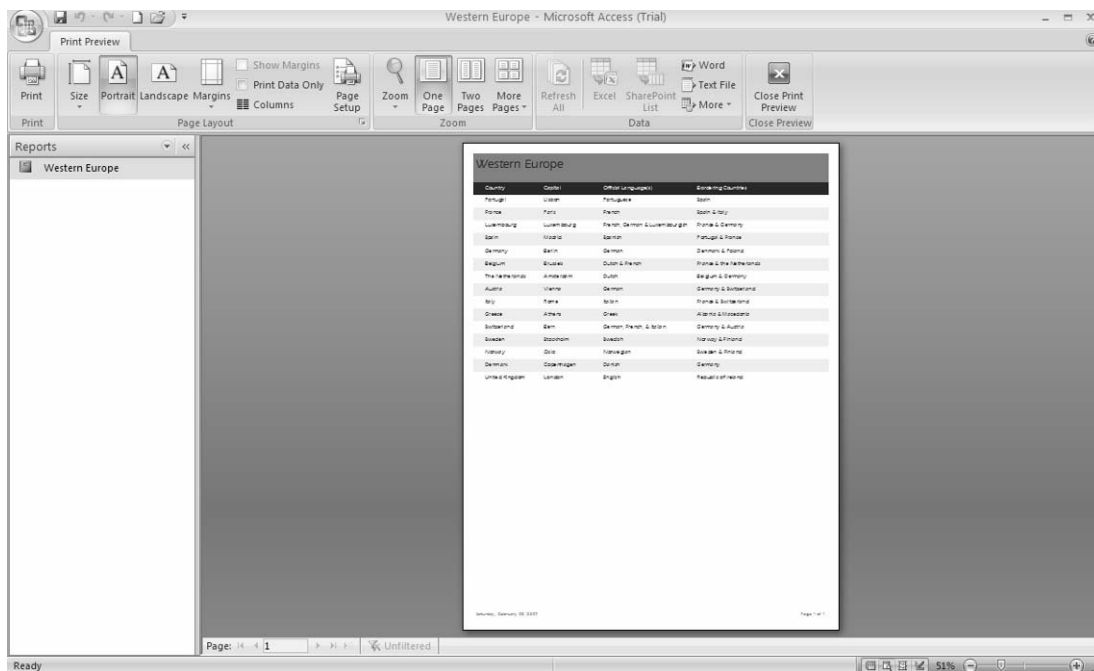 Western Europe - Microsoft Access (Trial)
Print Preview
Show Margins
Print Data Only
Columns
Print
Size
Portrait
Landscape
Margins
Page Setup
Zoom
One Page
Two Pages
More Pages
Refresh All
Excel
SharePoint List
Word
Text File
More
Close Print Preview
Print
Page Layout
Zoom
Data
Close Preview
Reports
Western Europe
Western Europe
Country Capital Official Language(s) Bordering Countries
Portugal Lisbon Portuguese Spain
France Paris French Spain & Italy
Luxembourg Luxembourg French, German & Luxembourgish France & Germany
Spain Madrid Spanish Portugal & France
Germany Berlin German Denmark & Poland
Belgium Brussels Dutch & French France & the Netherlands
The Netherlands Amsterdam Dutch Belgium & Germany
Austria Vienna German Germany & Switzerland
Italy Rome Italian France & Switzerland
Greece Athens Greek Albania & Macedonia
Switzerland Bern German, French, & Italian Germany & Austria
Sweden Stockholm Swedish Norway & Finland
Norway Oslo Norwegian Sweden & Finland
Denmark Copenhagen Danish Germany
United Kingdom London English Republic of Ireland
Page 1 of 1
Page: 1
Unfiltered
Ready
51%